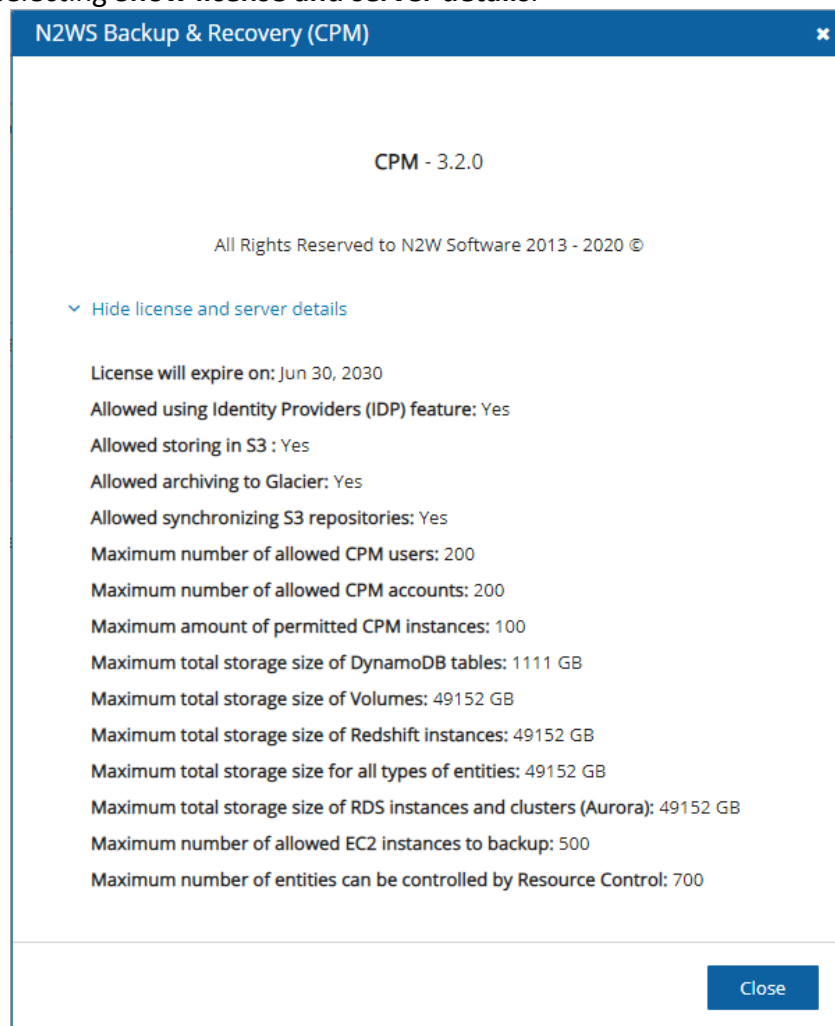 selecting Show license and server details.
N2WS Backup & Recovery (CPM)
CPM - 3.2.0
All Rights Reserved to N2W Software 2013 - 2020 ©
Hide license and server details
License will expire on: Jun 30, 2030
Allowed using Identity Providers (IDP) feature: Yes
Allowed storing in S3 : Yes
Allowed archiving to Glacier: Yes
Allowed synchronizing S3 repositories: Yes
Maximum number of allowed CPM users: 200
Maximum number of allowed CPM accounts: 200
Maximum amount of permitted CPM instances: 100
Maximum total storage size of DynamoDB tables: 1111 GB
Maximum total storage size of Volumes: 49152 GB
Maximum total storage size of Redshift instances: 49152 GB
Maximum total storage size for all types of entities: 49152 GB
Maximum total storage size of RDS instances and clusters (Aurora): 49152 GB
Maximum number of allowed EC2 instances to backup: 500
Maximum number of entities can be controlled by Resource Control: 700
Close